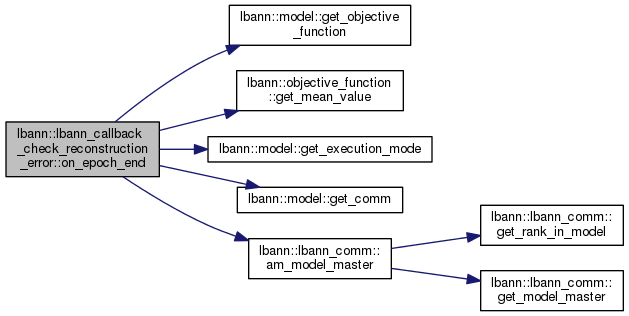 lbann::model::get_objective
_function
lbann::objective_function
::get_mean_value
lbann::lbann_callback
_check_reconstruction
_error::on_epoch_end
lbann::model::get_execution_mode
lbann::model::get_comm
lbann::lbann_comm::
am_model_master
lbann::lbann_comm::
get_rank_in_model
lbann::lbann_comm::
get_model_master